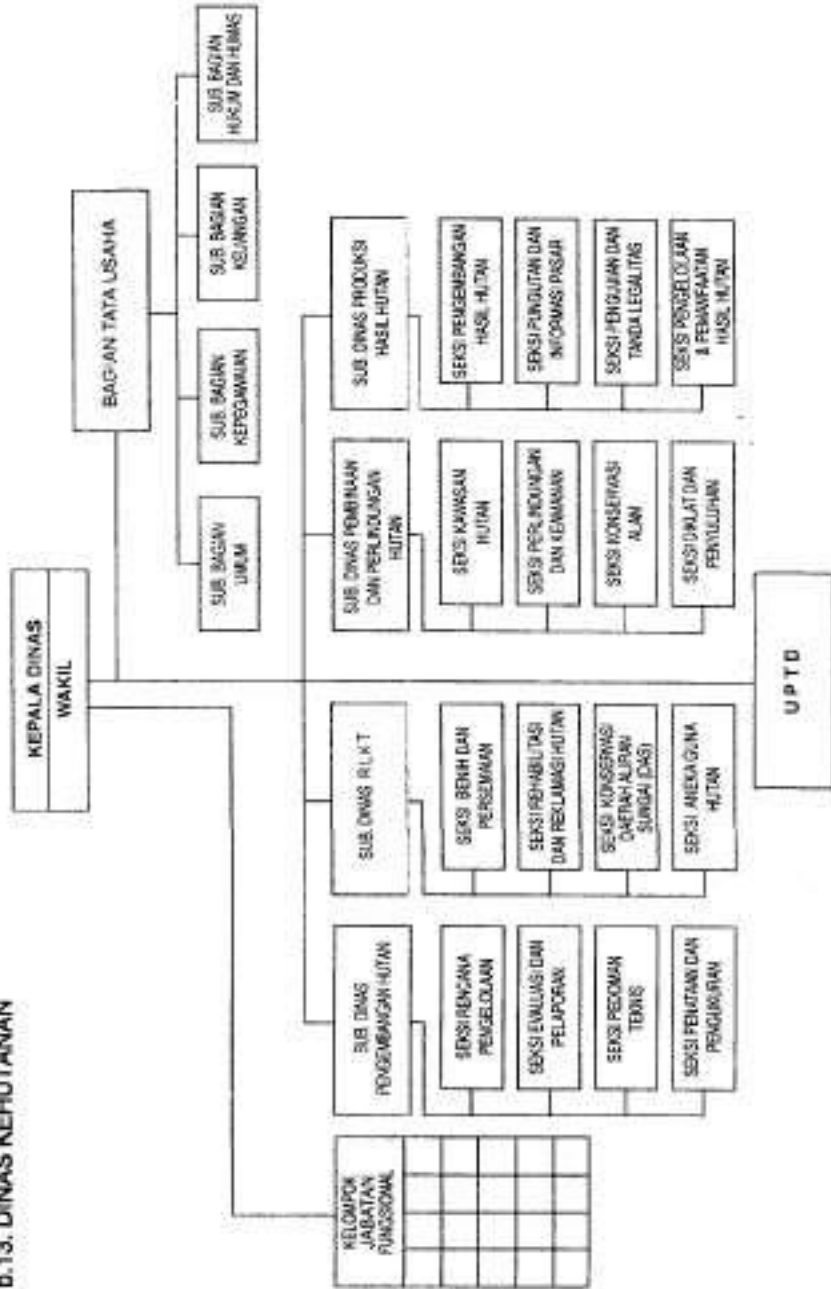 b.13. DINAS KEHUTANAN
KEPALA DINAS
WAKIL
BAGIAN TATA USAHA
SUB. BAGIAN
UMUM
SUB. BAGIAN
KEPEGAWAIAN
SUB. BAGIAN
KEUANGAN
SUB. BAGIAN
HUKUM DAN HUMAS
KELOMPOK
JABATAN
FUNGSIONAL
SUB. DINAS
PENGEMBANGAN HUTAN
SEKSI RENCANA
PENGELOLAAN
SEKSI EVALUASI DAN
PELAPORAN
SEKSI PEDOMAN
TEKNIS
SEKSI PENATAAN DAN
PENGUKURAN
SUB. DINAS R L K T
SEKSI BENIH DAN
PERSEMAIAN
SEKSI REHABILITASI
DAN REKLAMASI HUTAN
SEKSI KONSERVASI
DAERAH ALIRAN
SUNGAI (DAS)
SEKSI ANEKA GUNA
HUTAN
SUB. DINAS PEMBINAAN
DAN PERLINDUNGAN
HUTAN
SEKSI KAWASAN
HUTAN
SEKSI PERLINDUNGAN
DAN KEAMANAN
SEKSI KONSERVASI
ALAM
SEKSI DIKLAT DAN
PENYULUHAN
SUB. DINAS PRODUKSI
HASIL HUTAN
SEKSI PENGEMBANGAN
HASIL HUTAN
SEKSI PUNGUTAN DAN
INFORMASI PASAR
SEKSI PENGUJIAN DAN
TANDA LEGALITAS
SEKSI PENGELOLAAN
& PEMANFAATAN
HASIL HUTAN
U P T D